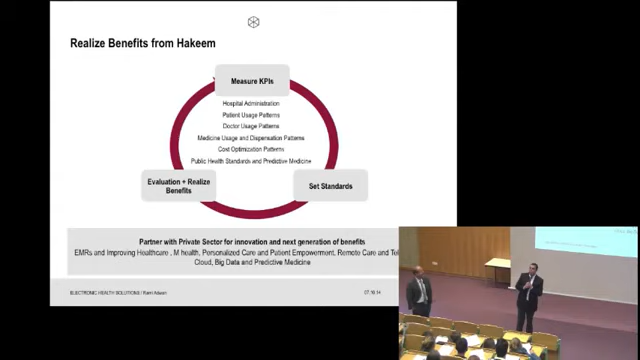 Realize Benefits from Hakeem
Measure KPIs
Hospital Administration
Patient Usage Patterns
Doctor Usage Patterns
Medicine Usage and Dispensation Patterns
Cost Optimization Patterns
Public Health Standards and Predictive Medicine
Evaluation + Realize
Benefits
Set Standards
Partner with Private Sector for innovation and next generation of benefits
EMRs and Improving Healthcare , M health, Personalized Care and Patient Empowerment, Remote Care and Tel
Cloud, Big Data and Predictive Medicine
ELECTRONIC HEALTH SOLUTIONS /
07.10.14